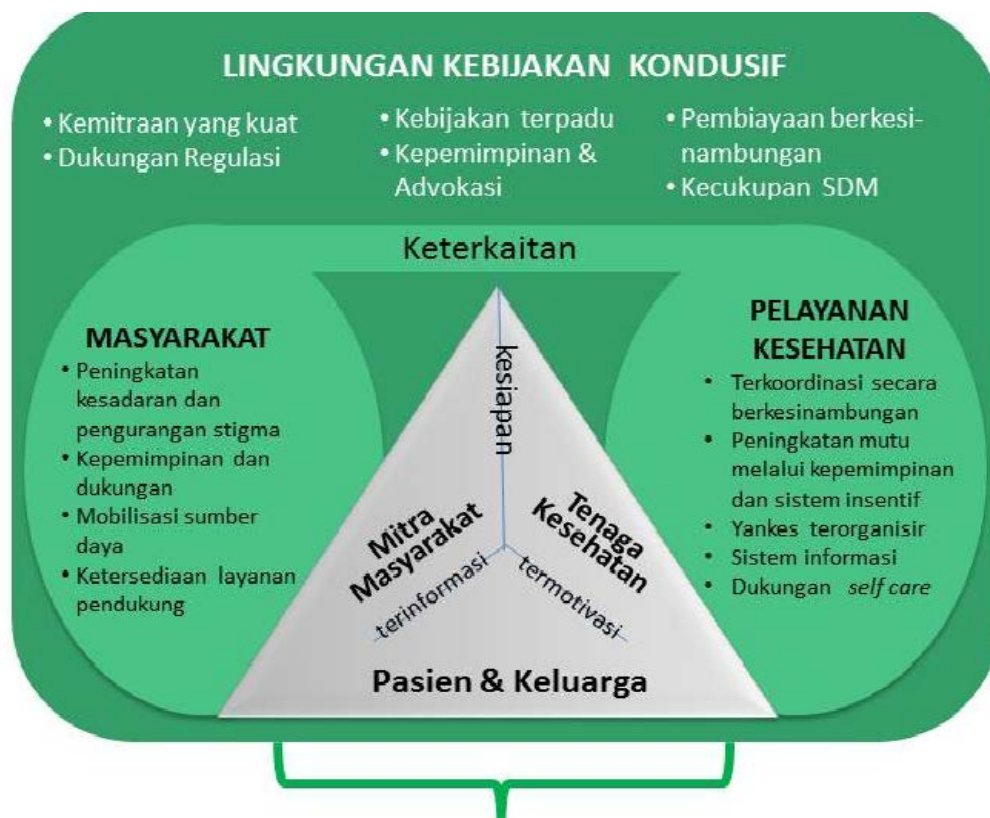 LINGKUNGAN KEBIJAKAN KONDUSIF
• Kemitraan yang kuat
• Dukungan Regulasi
• Kebijakan terpadu
• Kepemimpinan &
Advokasi
• Pembiayaan berkesi-
nambungan
• Kecukupan SDM
Keterkaitan
MASYARAKAT
• Peningkatan
kesadaran dan
pengurangan stigma
• Kepemimpinan dan
dukungan
• Mobilisasi sumber
daya
• Ketersediaan layanan
pendukung
kesiapan
Mitra
Masyarakat
terinformasi
Tenaga
Kesehatan
termotivasi
Pasien & Keluarga
PELAYANAN
KESEHATAN
• Terkoordinasi secara
berkesinambungan
• Peningkatan mutu
melalui kepemimpinan
dan sistem insentif
• Yankes terorganisir
• Sistem informasi
• Dukungan self care